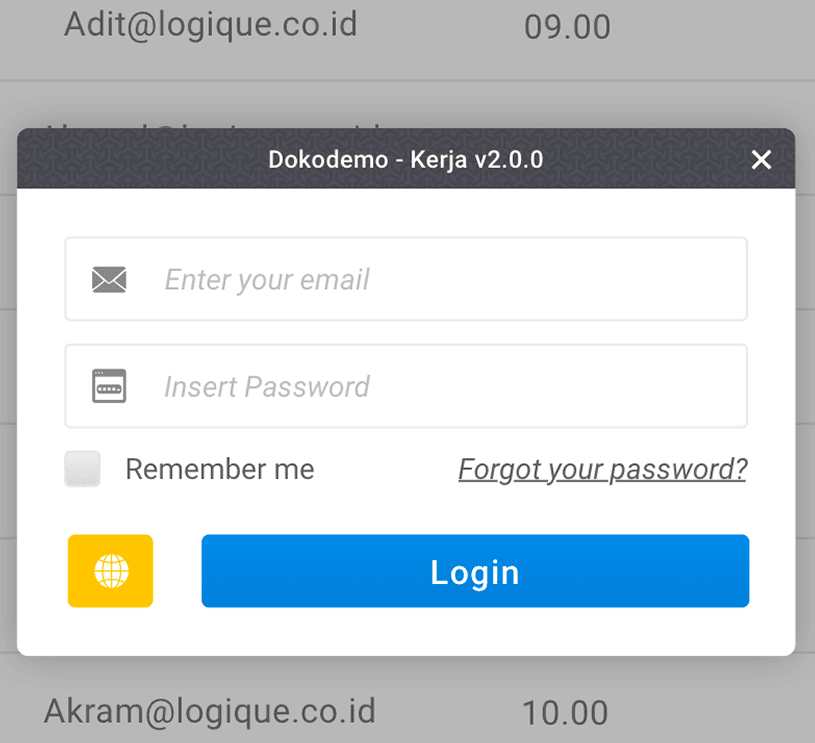 Adit@logique.co.id 09.00
Dokodemo - Kerja v2.0.0
Enter your email
Insert Password
Remember me Forgot your password?
Login
Akram@logique.co.id 10.00